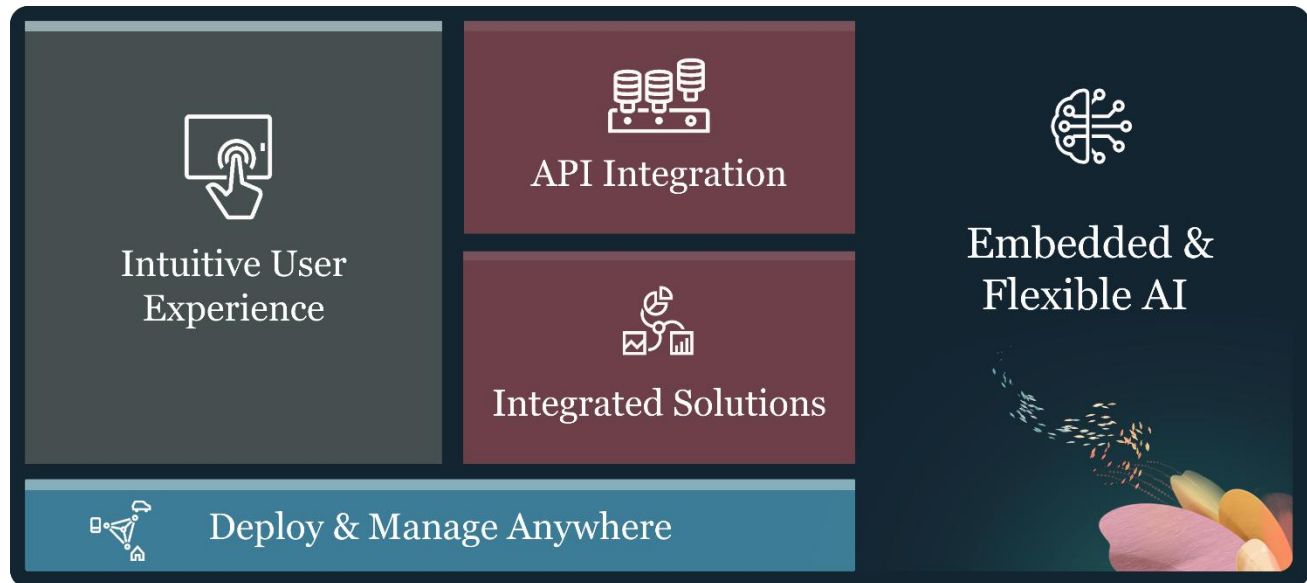 Intuitive User
Experience
API Integration
Integrated Solutions
Embedded &
Flexible AI
Deploy & Manage Anywhere